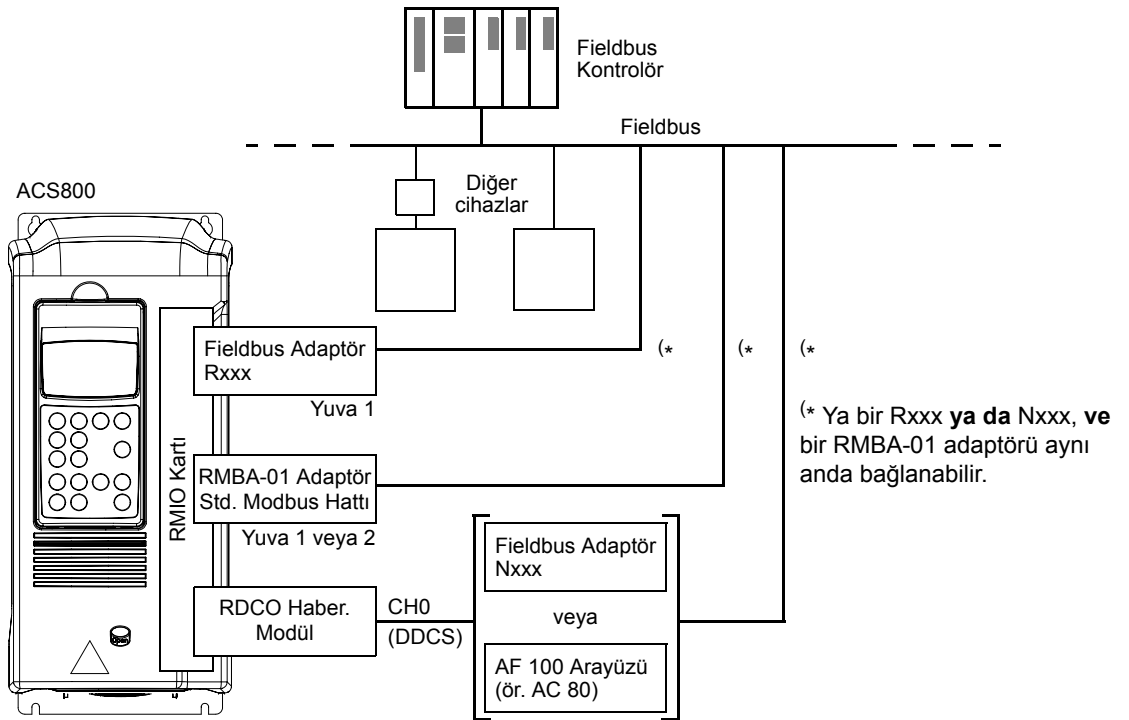 Fieldbus
Kontrolör
Fieldbus
Diğer
cihazlar
ACS800
Fieldbus Adaptör
Rxxx
Yuva 1
(*
(*
(*
(* Ya bir Rxxx ya da Nxxx, ve
bir RMBA-01 adaptörü aynı
anda bağlanabilir.
RMIO Kartı
RMBA-01 Adaptör
Std. Modbus Hattı
Yuva 1 veya 2
Fieldbus Adaptör
Nxxx
RDCO Haber.
Modül
CH0
(DDCS)
veya
AF 100 Arayüzü
(ör. AC 80)
Open